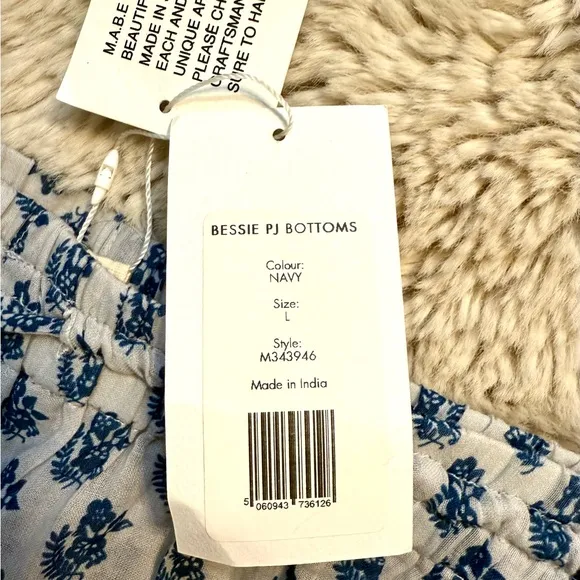 M.A.B.E
BEAUTIF
MADE IN
EACH AND
UNIQUE AR
PLEASE CH
CRAFTSMAN
SURE TO HA
BESSIE PJ BOTTOMS
Colour:
NAVY
Size:
L
Style:
M343946
Made in India
5 060943 736126